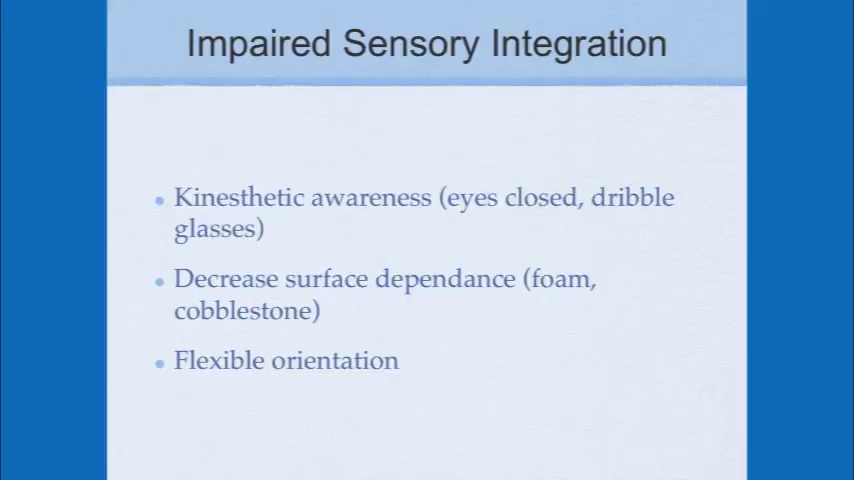 Impaired Sensory Integration
• Kinesthetic awareness (eyes closed, dribble
glasses)
• Decrease surface dependance (foam,
cobblestone)
• Flexible orientation